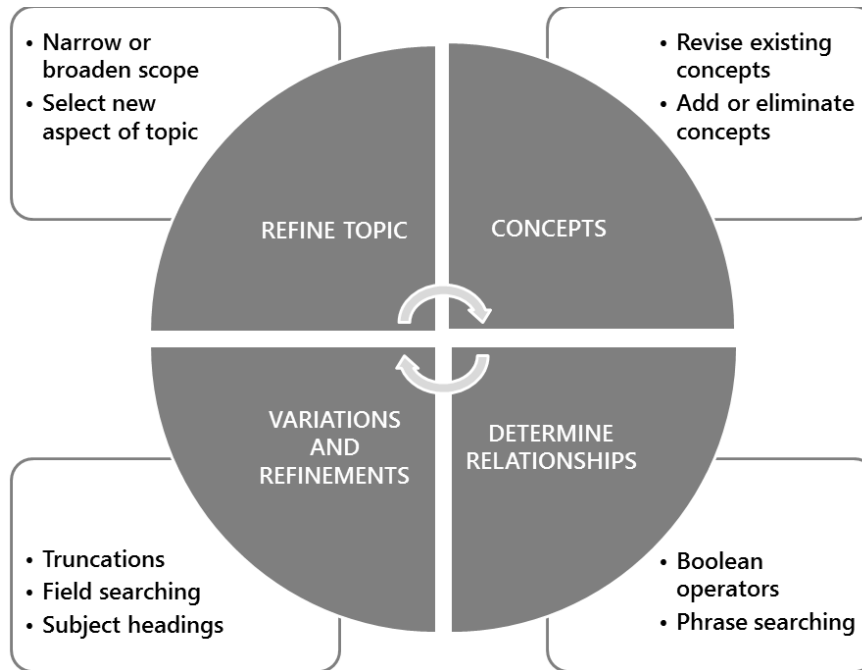 • Narrow or
broaden scope
• Select new
aspect of topic
• Revise existing
concepts
• Add or eliminate
concepts
REFINE TOPIC
CONCEPTS
VARIATIONS
AND
REFINEMENTS
DETERMINE
RELATIONSHIPS
• Truncations
• Field searching
• Subject headings
• Boolean
operators
• Phrase searching